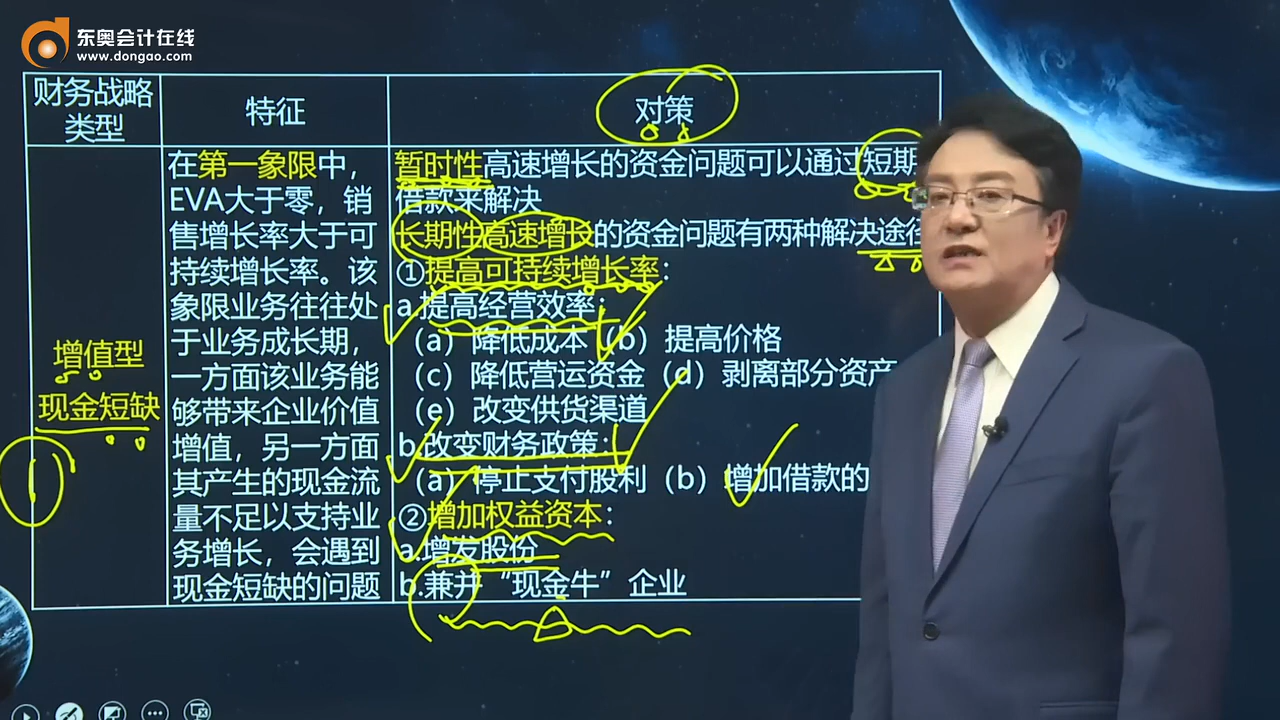 东奥会计在线
www.dongao.com
财务战略
类型
特征
对策
增值型
现金短缺
在第一象限中，
EVA大于零，销
售增长率大于可
持续增长率。该
象限业务往往处
于业务成长期，
一方面该业务能
够带来企业价值
增值，另一方面
其产生的现金流
量不足以支持业
务增长，会遇到
现金短缺的问题
暂时性高速增长的资金问题可以通过短期
借款来解决
长期性高速增长的资金问题有两种解决途径
①提高可持续增长率：
a.提高经营效率：
（a）降低成本（b）提高价格
（c）降低营运资金（d）剥离部分资产
（e）改变供货渠道
b.改变财务政策：
（a）停止支付股利（b）增加借款的
②增加权益资本：
a.增发股份
b.兼并“现金牛”企业